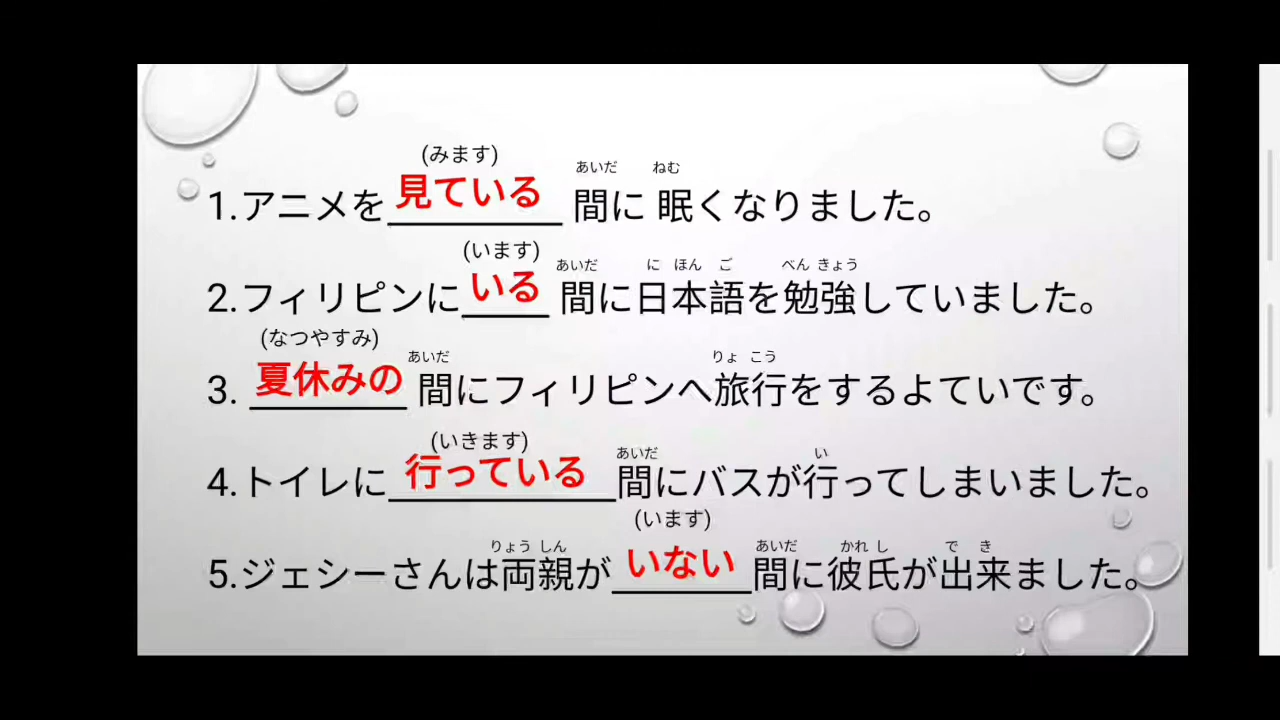 (みます)
あいだ ねむ
1.アニメを見ている 間に 眠くなりました。
(います)
あいだ に ほん ご べん きょう
2.フィリピンにいる 間に日本語を勉強していました。
(なつやすみ)
あいだ りょ こう
3. 夏休みの 間にフィリピンへ旅行をするよていです。
(いきます)
あいだ い
4.トイレに行っている間にバスが行ってしまいました。
(います)
りょう しん あいだ かれ し で き
5.ジェシーさんは両親がいない間に彼氏が出来ました。